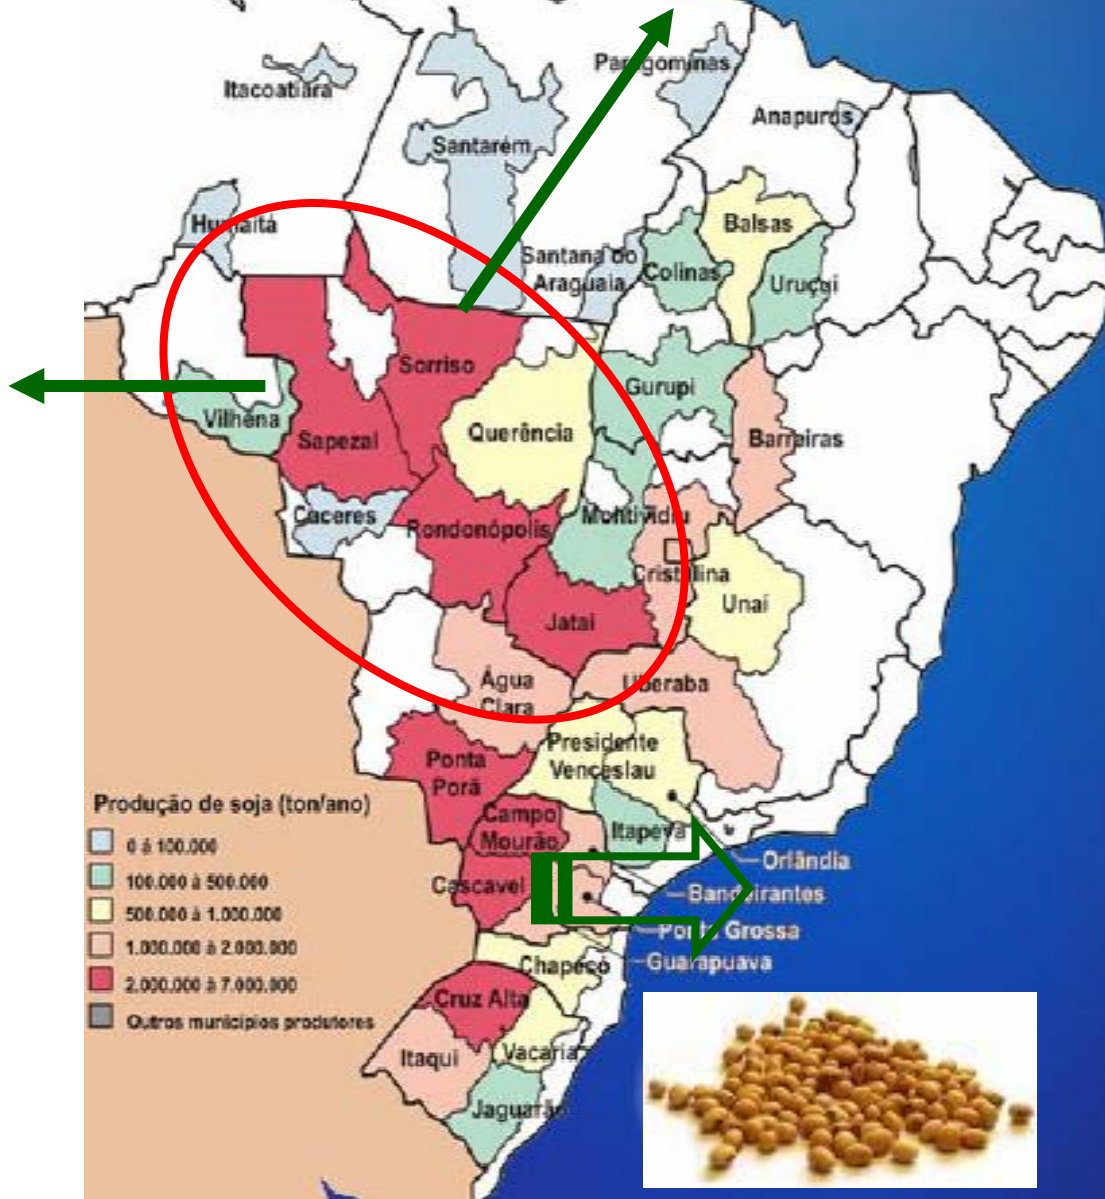 Paragominas
Itacoatiara
Anapurus
Santarém
Humaitá
Balsas
Santana do
Araguaia
Colinas
Uruçuí
Sorriso
Gurupi
Vilhena
Querência
Sapezal
Barreiras
Cáceres
Rondonópolis
Montividiu
Cristalina
Unaí
Jataí
Água
Clara
Uberaba
Presidente
Venceslau
Ponta
Porã
Produção de soja (ton/ano)
0 à 100.000
100.000 à 500.000
500.000 à 1.000.000
1.000.000 à 2.000.000
2.000.000 à 7.000.000
Outros municípios produtores
Campo
Mourão
Itapeva
Orlândia
Cascavel
Bandeirantes
Ponta Grossa
Guarapuava
Chapecó
Cruz Alta
Itaqui
Vacaria
Jaguarão